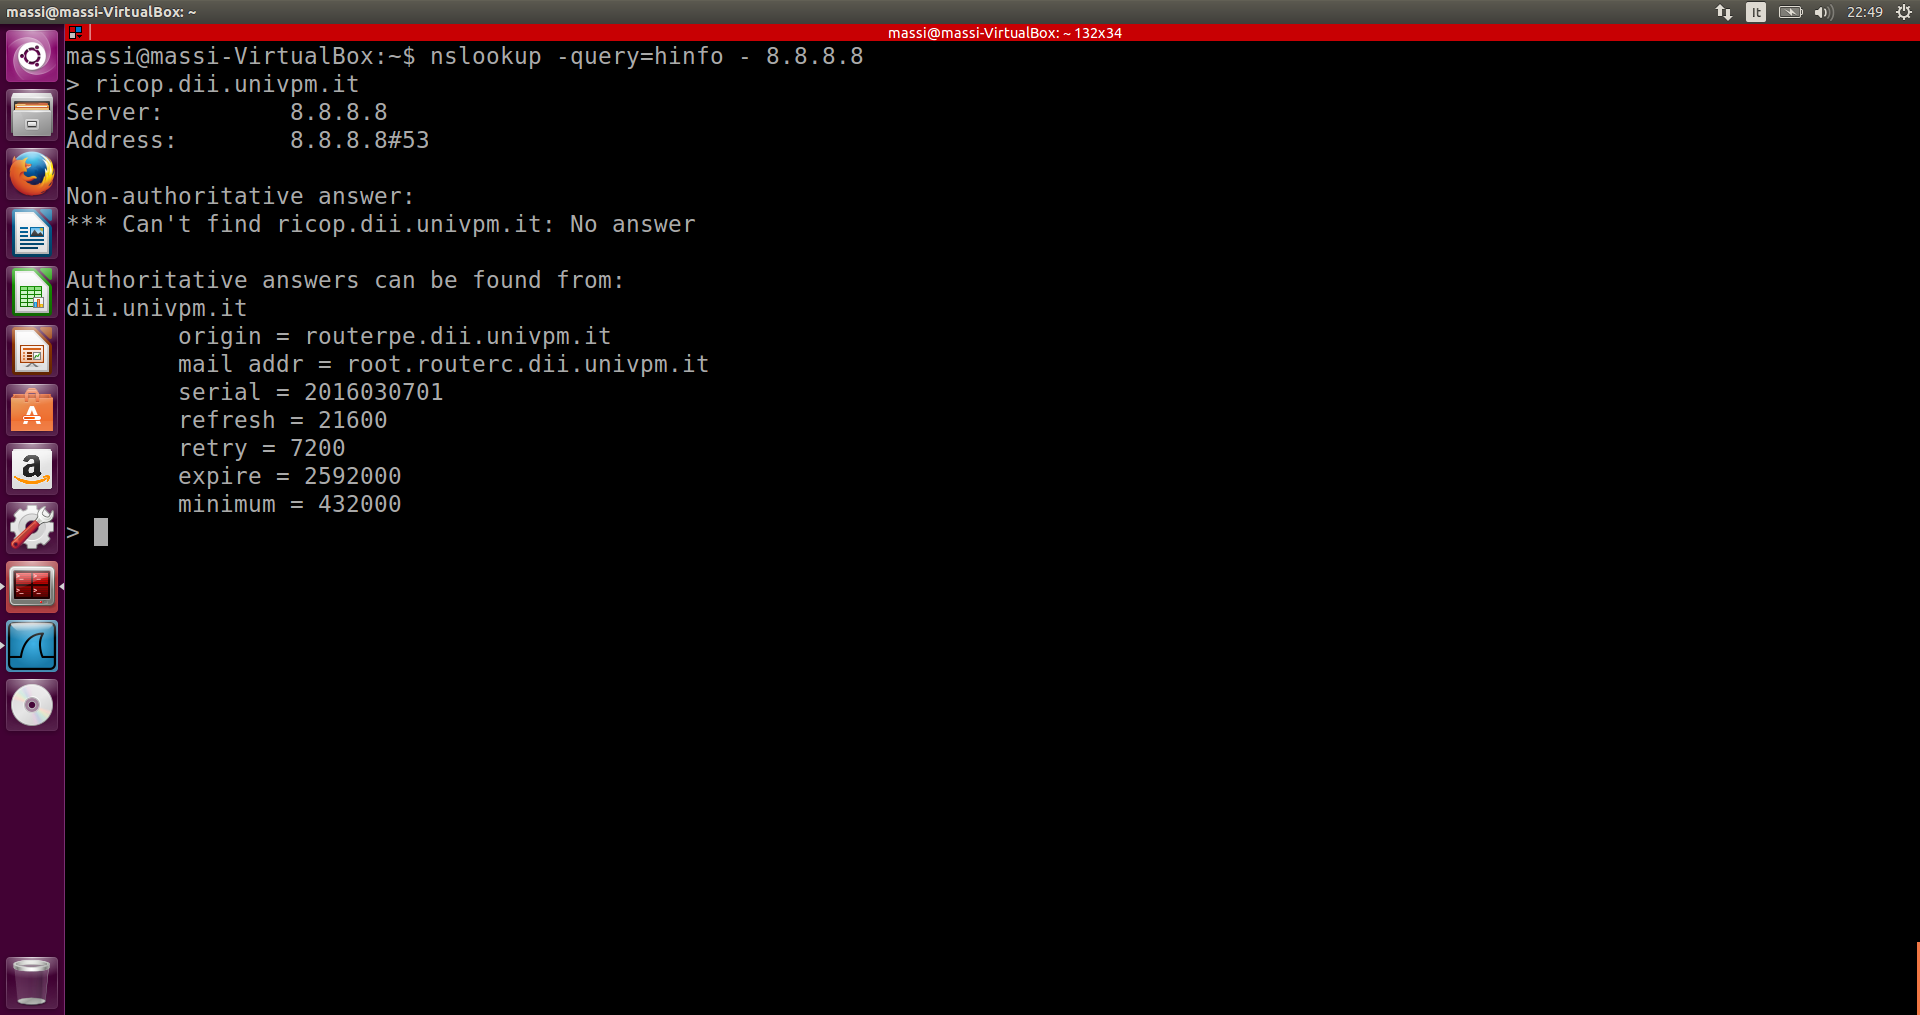 massi@massi-VirtualBox: ~
It
22:49
massi@massi-VirtualBox: ~ 132x34
massi@massi-VirtualBox:~$ nslookup -query=hinfo - 8.8.8.8
> ricop.dii.univpm.it
Server:         8.8.8.8
Address:        8.8.8.8#53
Non-authoritative answer:
*** Can't find ricop.dii.univpm.it: No answer
Authoritative answers can be found from:
dii.univpm.it
        origin = routerpe.dii.univpm.it
        mail addr = root.routerc.dii.univpm.it
        serial = 2016030701
        refresh = 21600
        retry = 7200
        expire = 2592000
        minimum = 432000
>